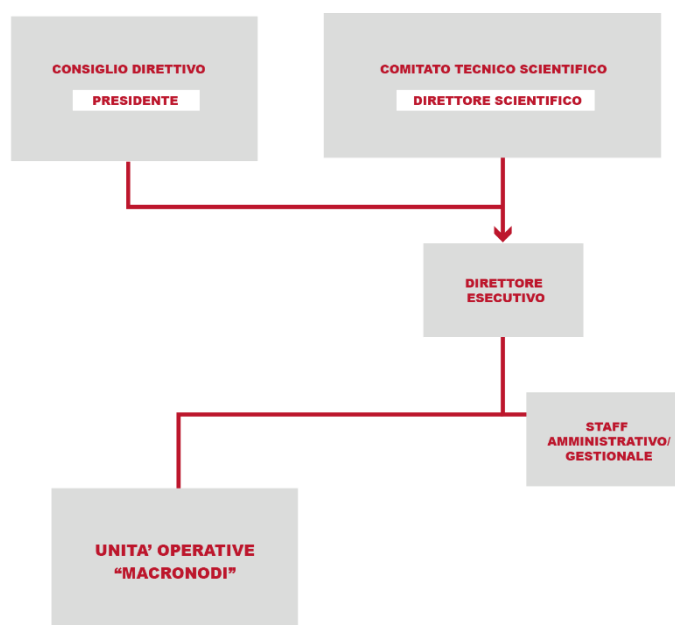 CONSIGLIO DIRETTIVO
PRESIDENTE
COMITATO TECNICO SCIENTIFICO
DIRETTORE SCIENTIFICO
DIRETTORE
ESECUTIVO
STAFF
AMMINISTRATIVO/
GESTIONALE
UNITA’ OPERATIVE
“MACRONODI”